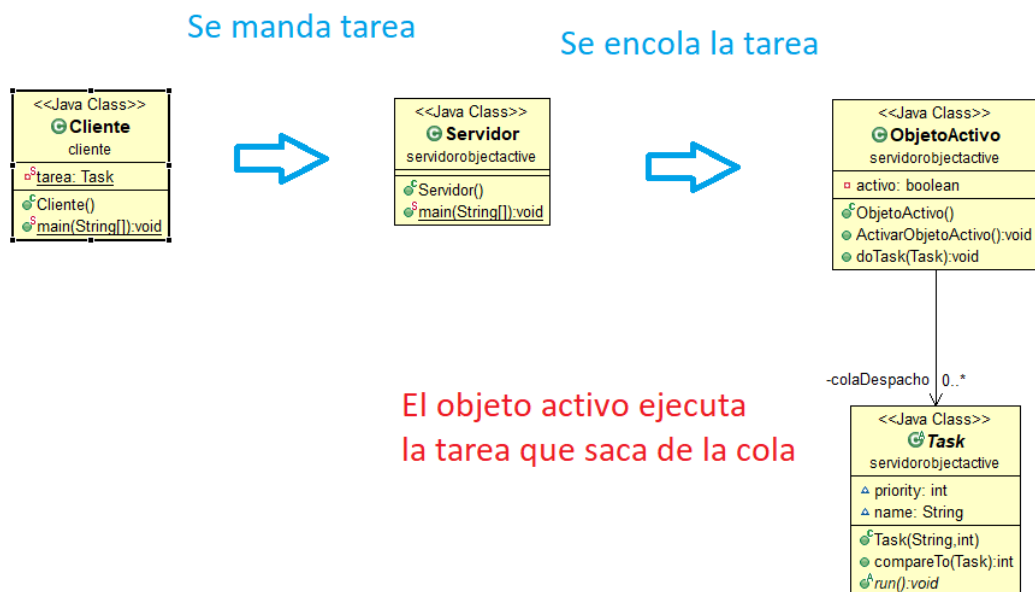 Se manda tarea
Se encola la tarea
<<Java Class>>
Cliente
cliente
tarea: Task
Cliente()
main(String[]):void
<<Java Class>>
Servidor
servidorobjectactive
Servidor()
main(String[]):void
<<Java Class>>
ObjetoActivo
servidorobjectactive
activo: boolean
ObjetoActivo()
ActivarObjetoActivo():void
doTask(Task):void
-colaDespacho 0..*
El objeto activo ejecuta
la tarea que saca de la cola
<<Java Class>>
Task
servidorobjectactive
priority: int
name: String
Task(String,int)
compareTo(Task):int
run():void